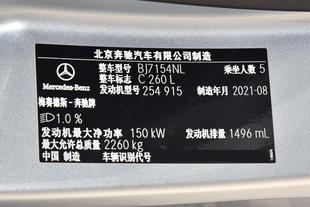 北京奔驰汽车有限公司制造
整车型号 BJ7154NL 乘坐人数 5
整车标志 C 260 L
Mercedes-Benz
发动机型号 254 915 制造年月 2021-08
梅赛德斯-奔驰牌
1.0 %
发动机最大净功率 150 kW 发动机排量 1496 mL
最大允许总质量 2260 kg
中国 制造 车辆识别代号